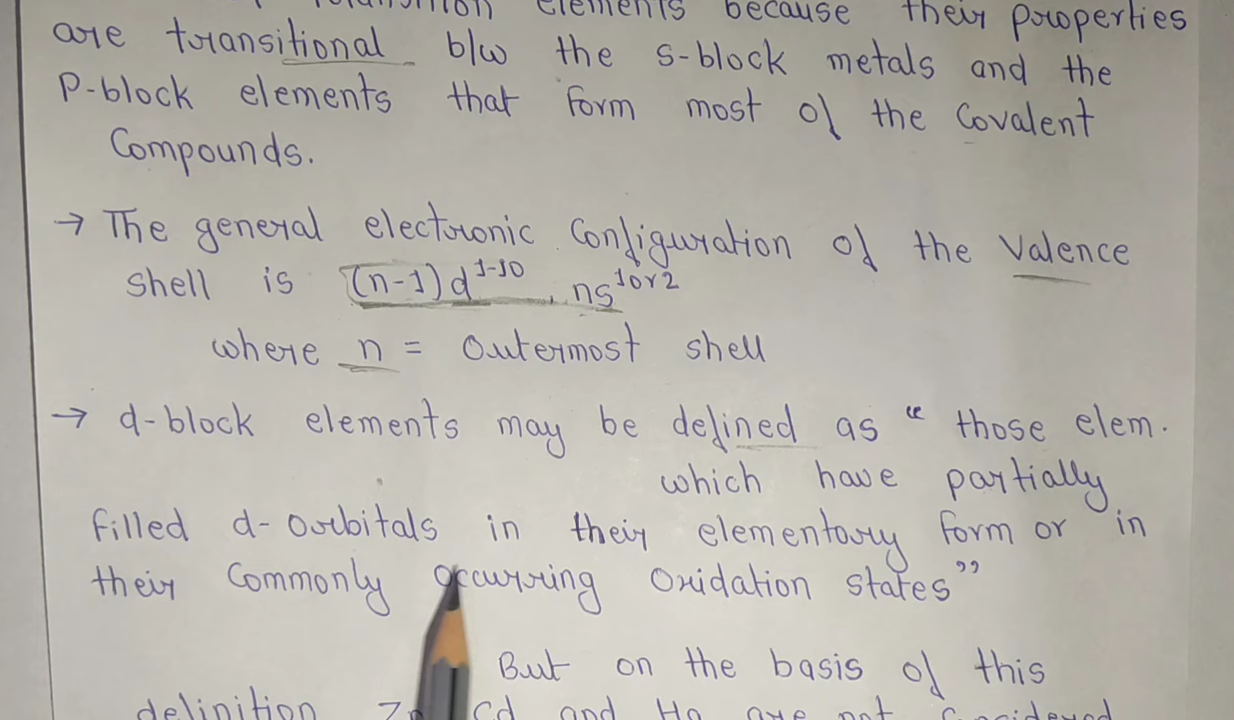 elements because their properties
are transitional b/w the s-block metals and the
P-block elements that form most of the Covalent
Compounds.
→ The general electronic Configuration of the valence
shell is (n-1)d¹⁻¹⁰ ns¹ᵒʳ²
where n = Outermost shell
→ d-block elements may be defined as “ those elem.
which have partially
filled d-orbitals in their elementary form or in
their Commonly occurring Oxidation states”
But on the basis of this
definition Cd and Hg are not Considered